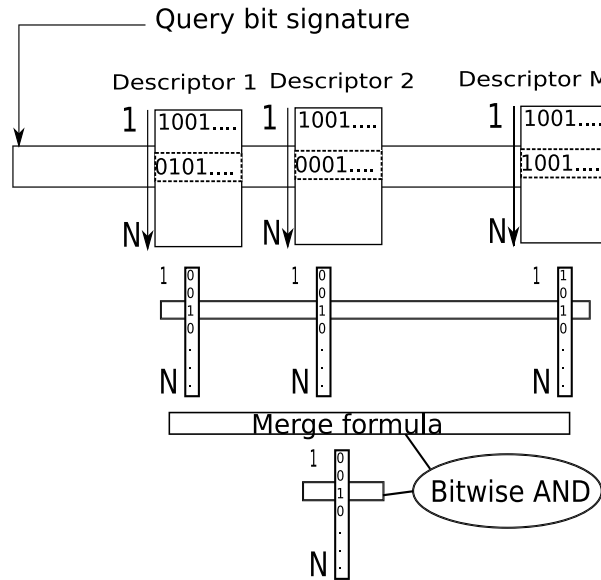 Query bit signature
Descriptor 1 Descriptor 2 Descriptor M
1 1001.... 1 1001.... 1 1001....
0101.... 0001.... 1001....
N N N
1 0 1 0 1 1
0 0 0
1 1 1
0 0 0
. . .
. . .
N . N . N .
Merge formula
1 0
0
1 Bitwise AND
0
.
.
N .